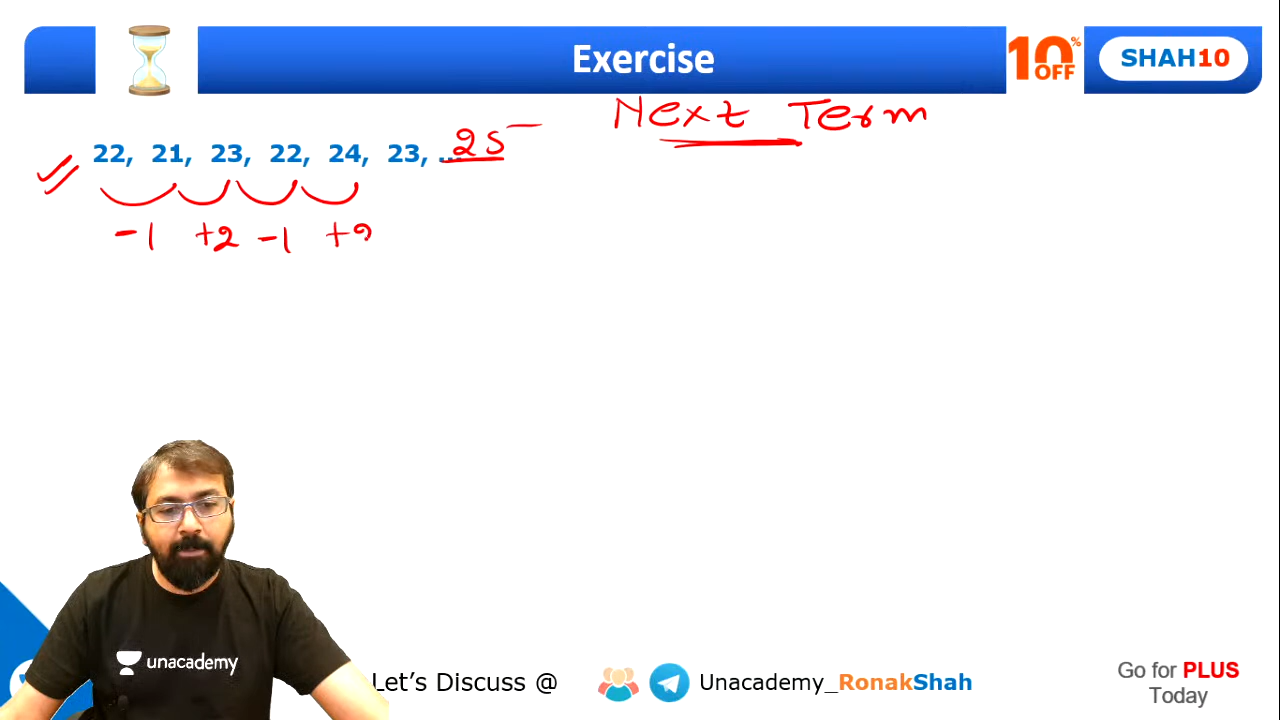 Exercise
10% OFF
SHAH10
Next Term
22, 21, 23, 22, 24, 23, ... 25
-1 +2 -1 +2
unacademy
Let's Discuss @
Unacademy_RonakShah
Go for PLUS
Today